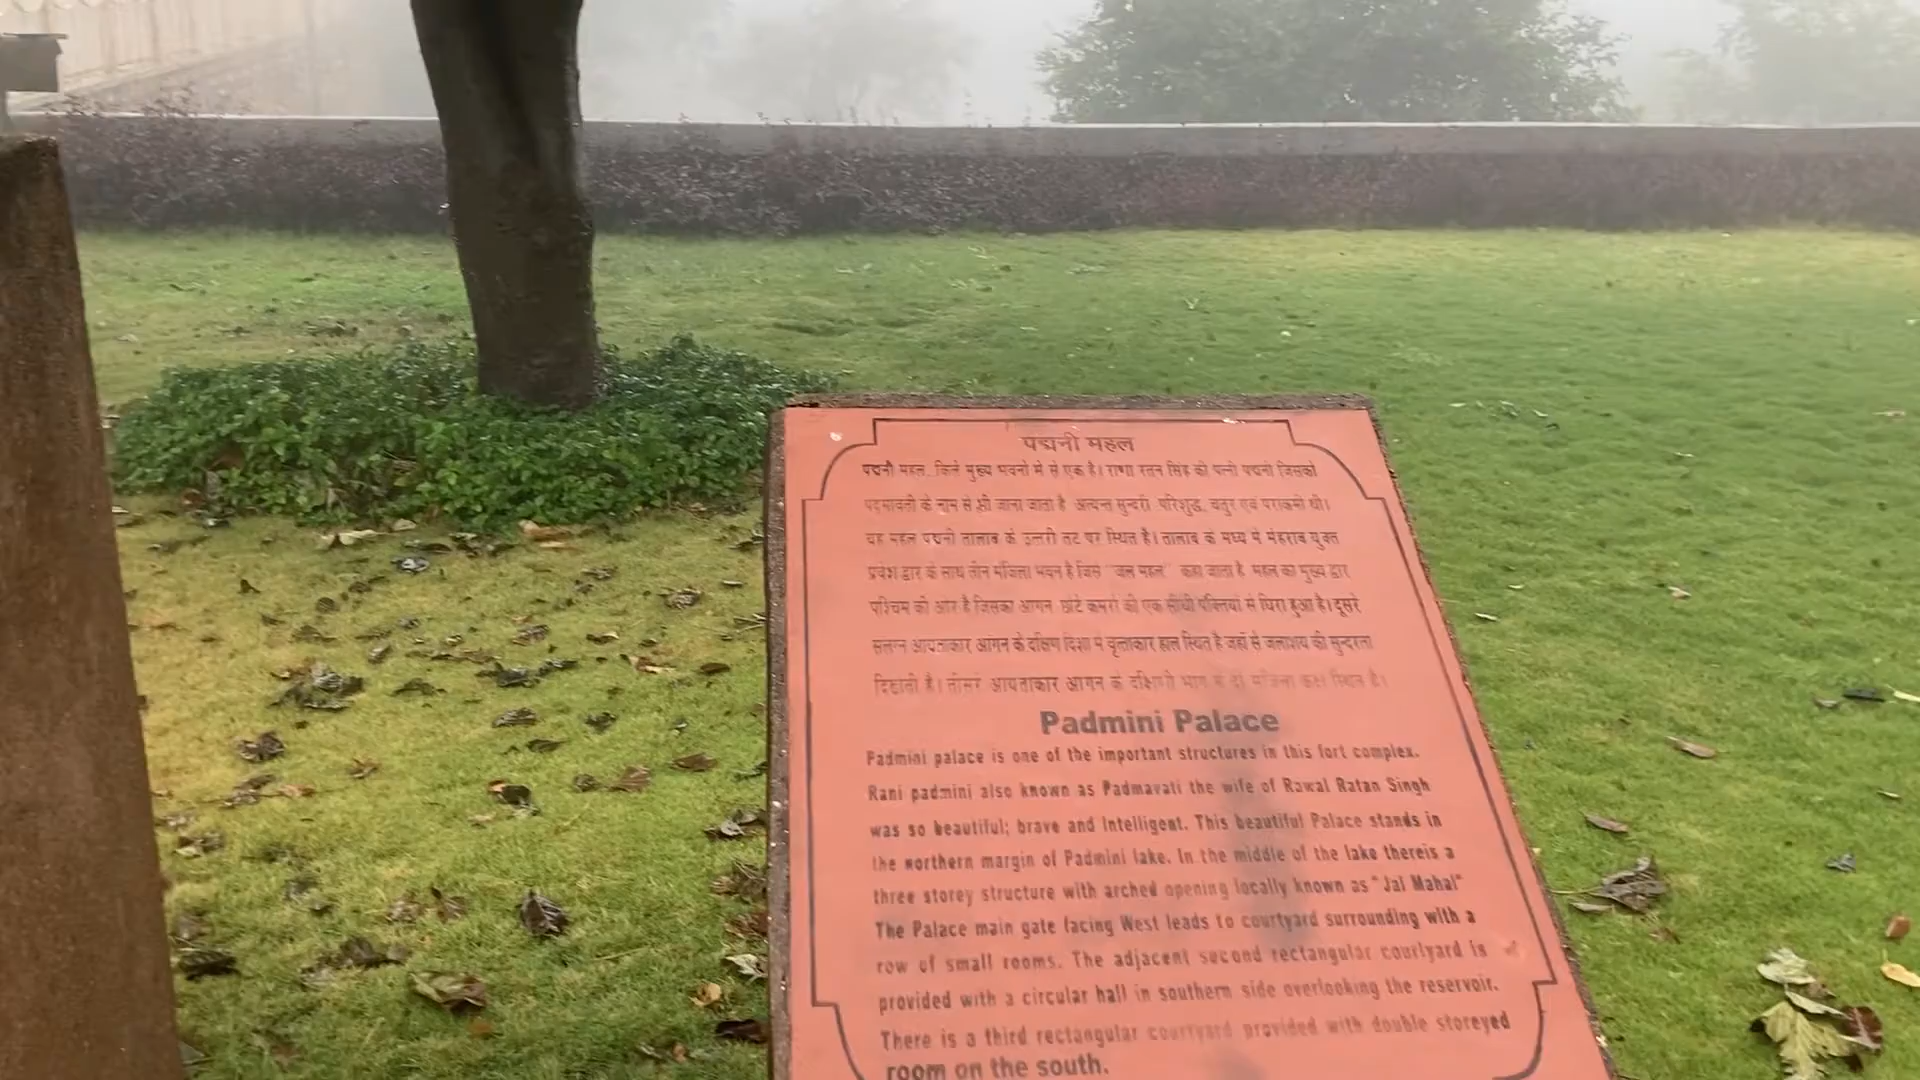 पद्मनी महल
पद्मनी महल किले मुख्य भवनो मे से एक है। राणा रतन सिंह की पत्नी पद्मनी जिसको
पदमावती के नाम से भी जाना जाता है अत्यन्त सुन्दरी, परिशुद्ध, चतुर एवं पराक्रमी थी।
यह महल पद्मनी तालाब के उत्तरी तट पर स्थित है। तालाब के मध्य मे मेहराब युक्त
प्रवेश द्वार के साथ तीन मंजिला भवन है जिसे "जल महल" कहा जाता है महल का मुख्य द्वार
पश्चिम की ओर है जिसका आंगन छोटे कमरो की एक सीधी पंक्तियों से घिरा हुआ है। दूसरे
संलग्न आयताकार आंगन के दक्षिण दिशा मे वृत्ताकार हाल स्थित है जहाँ से जलाशय की सुन्दरता
दिखती है। तीसरे आयताकार आंगन के दक्षिणी भाग मे दो मंजिला कक्ष स्थित है।
Padmini Palace
Padmini palace is one of the important structures in this fort complex.
Rani padmini also known as Padmavati the wife of Rawal Ratan Singh
was so beautiful; brave and Intelligent. This beautiful Palace stands in
the northern margin of Padmini lake. In the middle of the lake thereis a
three storey structure with arched opening locally known as "Jal Mahal"
The Palace main gate facing West leads to courtyard surrounding with a
row of small rooms. The adjacent second rectangular courtyard is
provided with a circular hall in southern side overlooking the reservoir.
There is a third rectangular courtyard provided with double storeyed
room on the south.